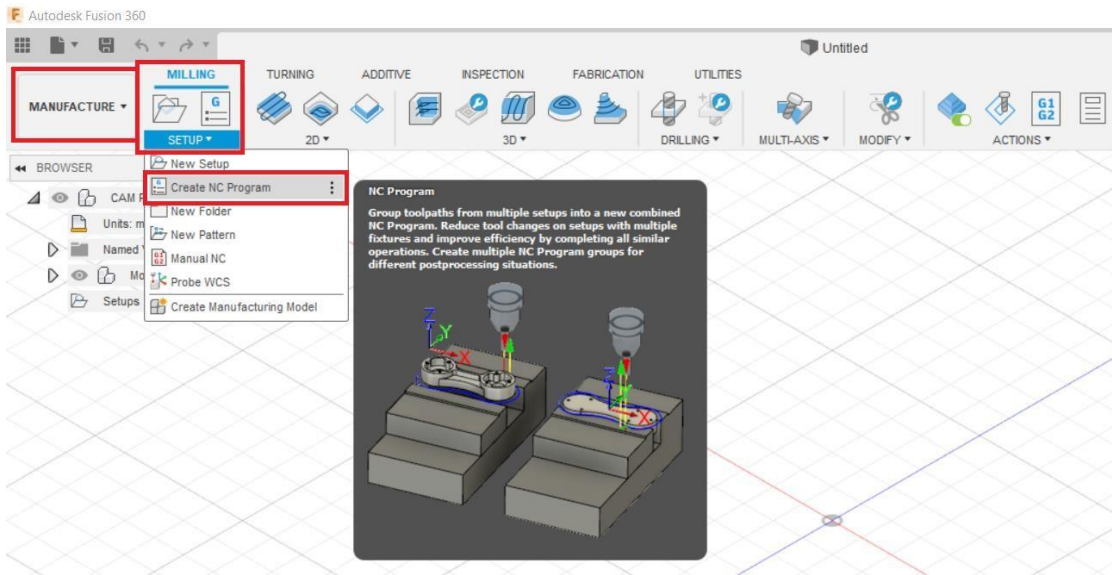 Autodesk Fusion 360
Untitled
MILLING TURNING ADDITIVE INSPECTION FABRICATION UTILITIES
MANUFACTURE
G
G1
G2
SETUP 2D 3D DRILLING MULTI-AXIS MODIFY ACTIONS
BROWSER
CAM
Units:
Named
Mo
Setups
New Setup
Create NC Program
New Folder
New Pattern
Manual NC
Probe WCS
Create Manufacturing Model
NC Program
Group toolpaths from multiple setups into a new combined
NC Program. Reduce tool changes on setups with multiple
fixtures and improve efficiency by completing all similar
operations. Create multiple NC Program groups for
different postprocessing situations.
Z
Y
X
Z
Y
X